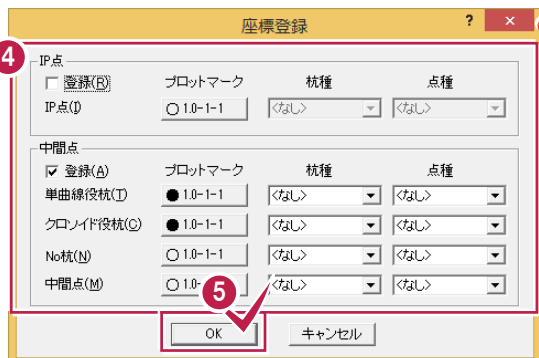 座標登録 ? ×
4
IP点
登録(R) プロットマーク 杭種 点種
IP点(I) ○ 1.0-1-1 <なし> <なし>
中間点
登録(A) プロットマーク 杭種 点種
単曲線役杭(T) ● 1.0-1-1 <なし> <なし>
クロソイド役杭(C) ● 1.0-1-1 <なし> <なし>
No杭(N) ○ 1.0-1-1 <なし> <なし>
中間点(M) ○ 1.0- <なし> <なし>
5
OK キャンセル